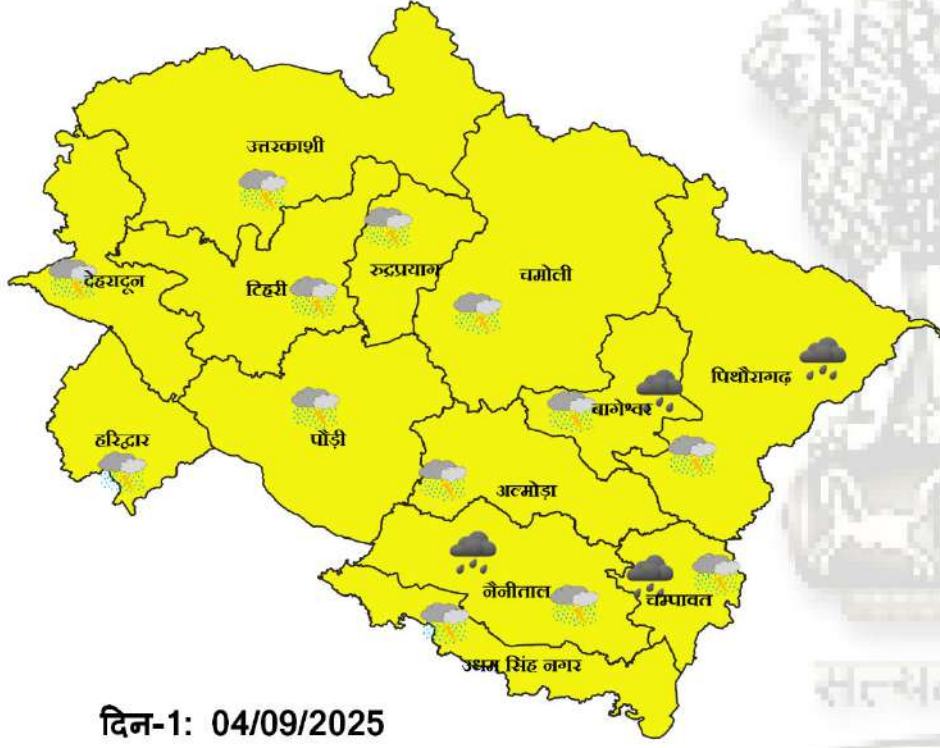 उत्तरकाशी
देहरादून
टिहरी
रुद्रप्रयाग
चमोली
पिथौरागढ़
बागेश्वर
हरिद्वार
पौड़ी
अल्मोड़ा
नैनीताल
चम्पावत
उधम सिंह नगर
दिन-1: 04/09/2025